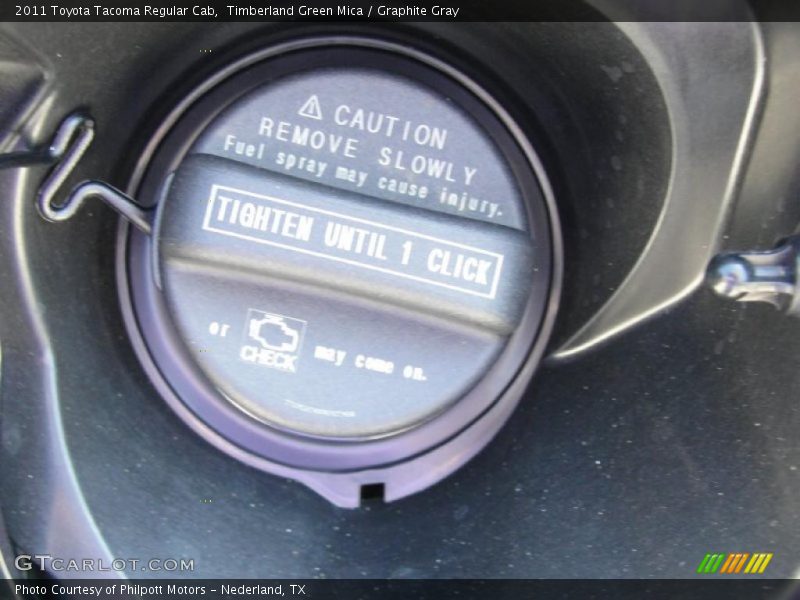 2011 Toyota Tacoma Regular Cab,  Timberland Green Mica / Graphite Gray
CAUTION
REMOVE SLOWLY
Fuel spray may cause injury.
TIGHTEN UNTIL 1 CLICK
or CHECK may come on.
GTCARLOT.COM
Photo Courtesy of Philpott Motors – Nederland, TX